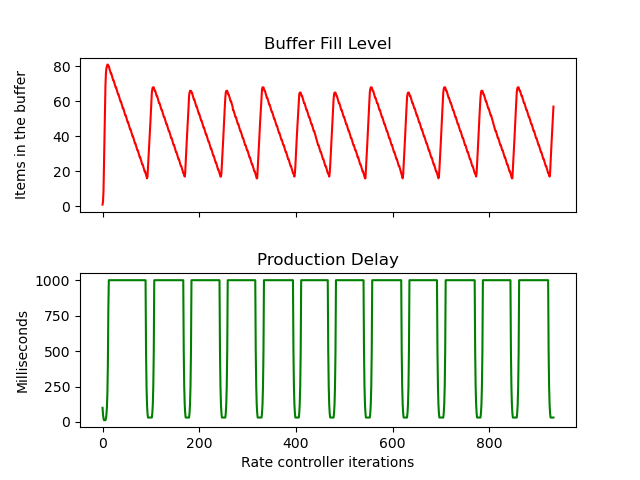 Buffer Fill Level
Items in the buffer
80
60
40
20
0
Production Delay
Milliseconds
1000
750
500
250
0
0 200 400 600 800
Rate controller iterations